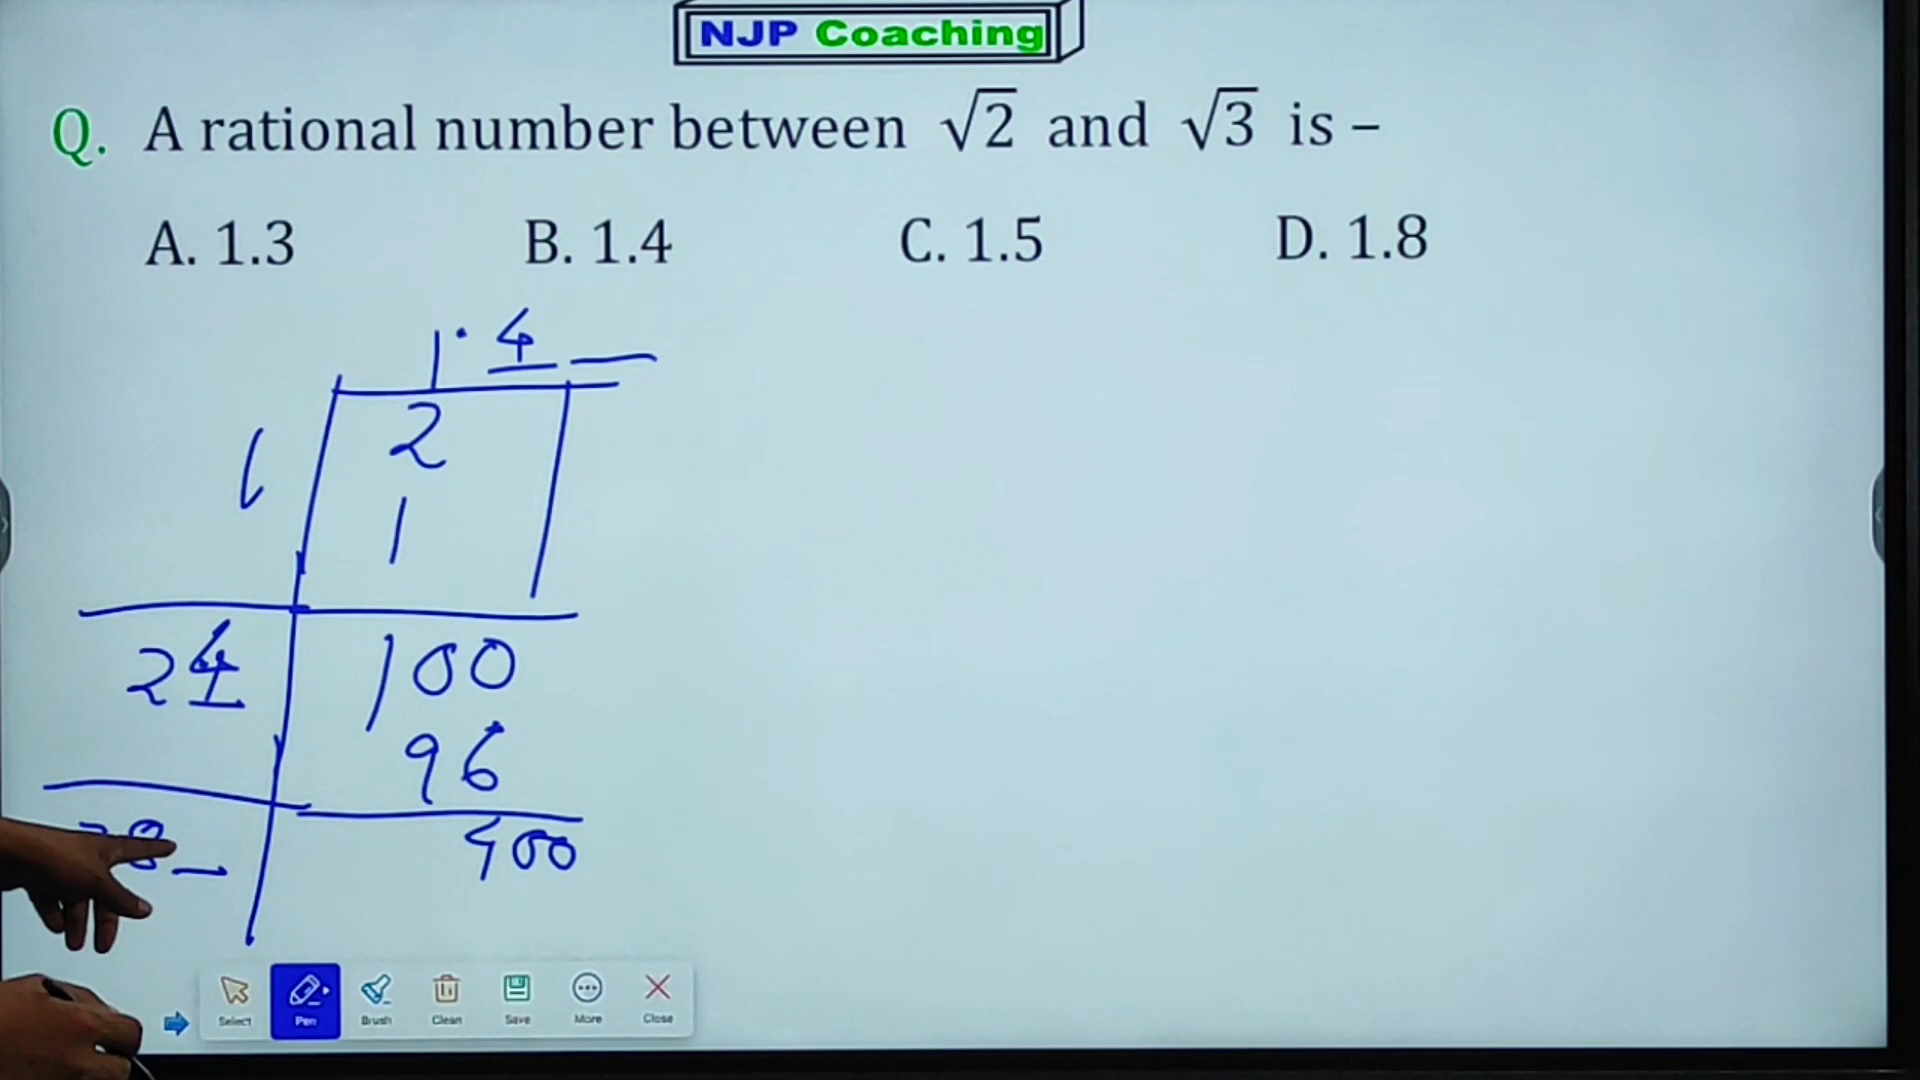 NJP Coaching
Q. A rational number between √2 and √3 is –
A. 1.3 B. 1.4 C. 1.5 D. 1.8
1.4
1 2
1
24 100
96
28_ 400
Select Pen Brush Clean Save More Close